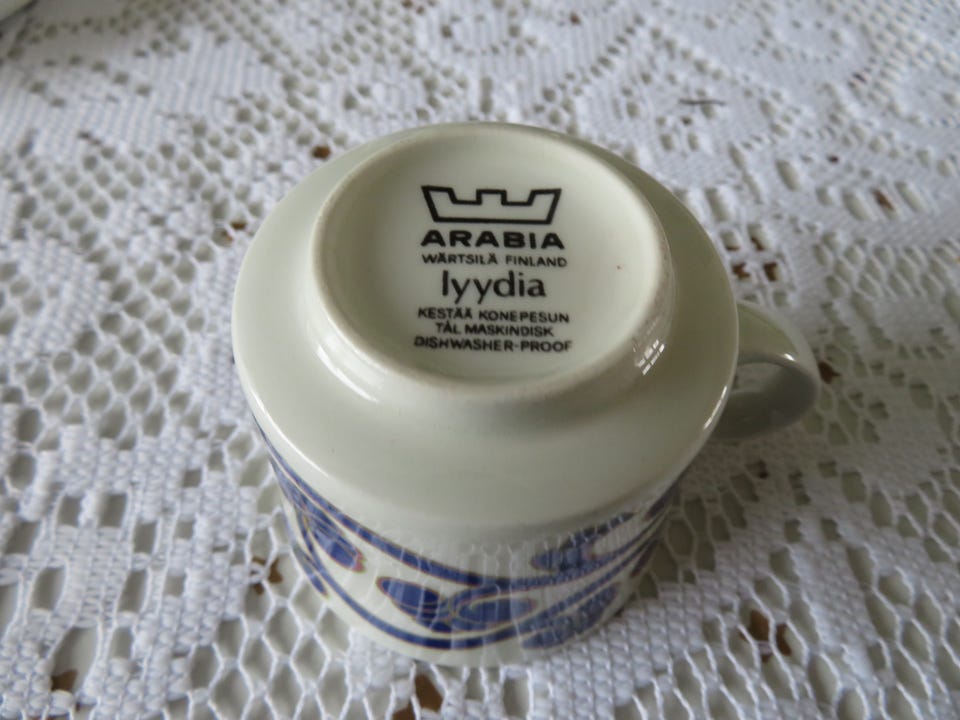 ARABIA
WÄRTSILÄ FINLAND
lyydia
KESTÄÄ KONEPESUN
TÅL MASKINDISK
DISHWASHER-PROOF